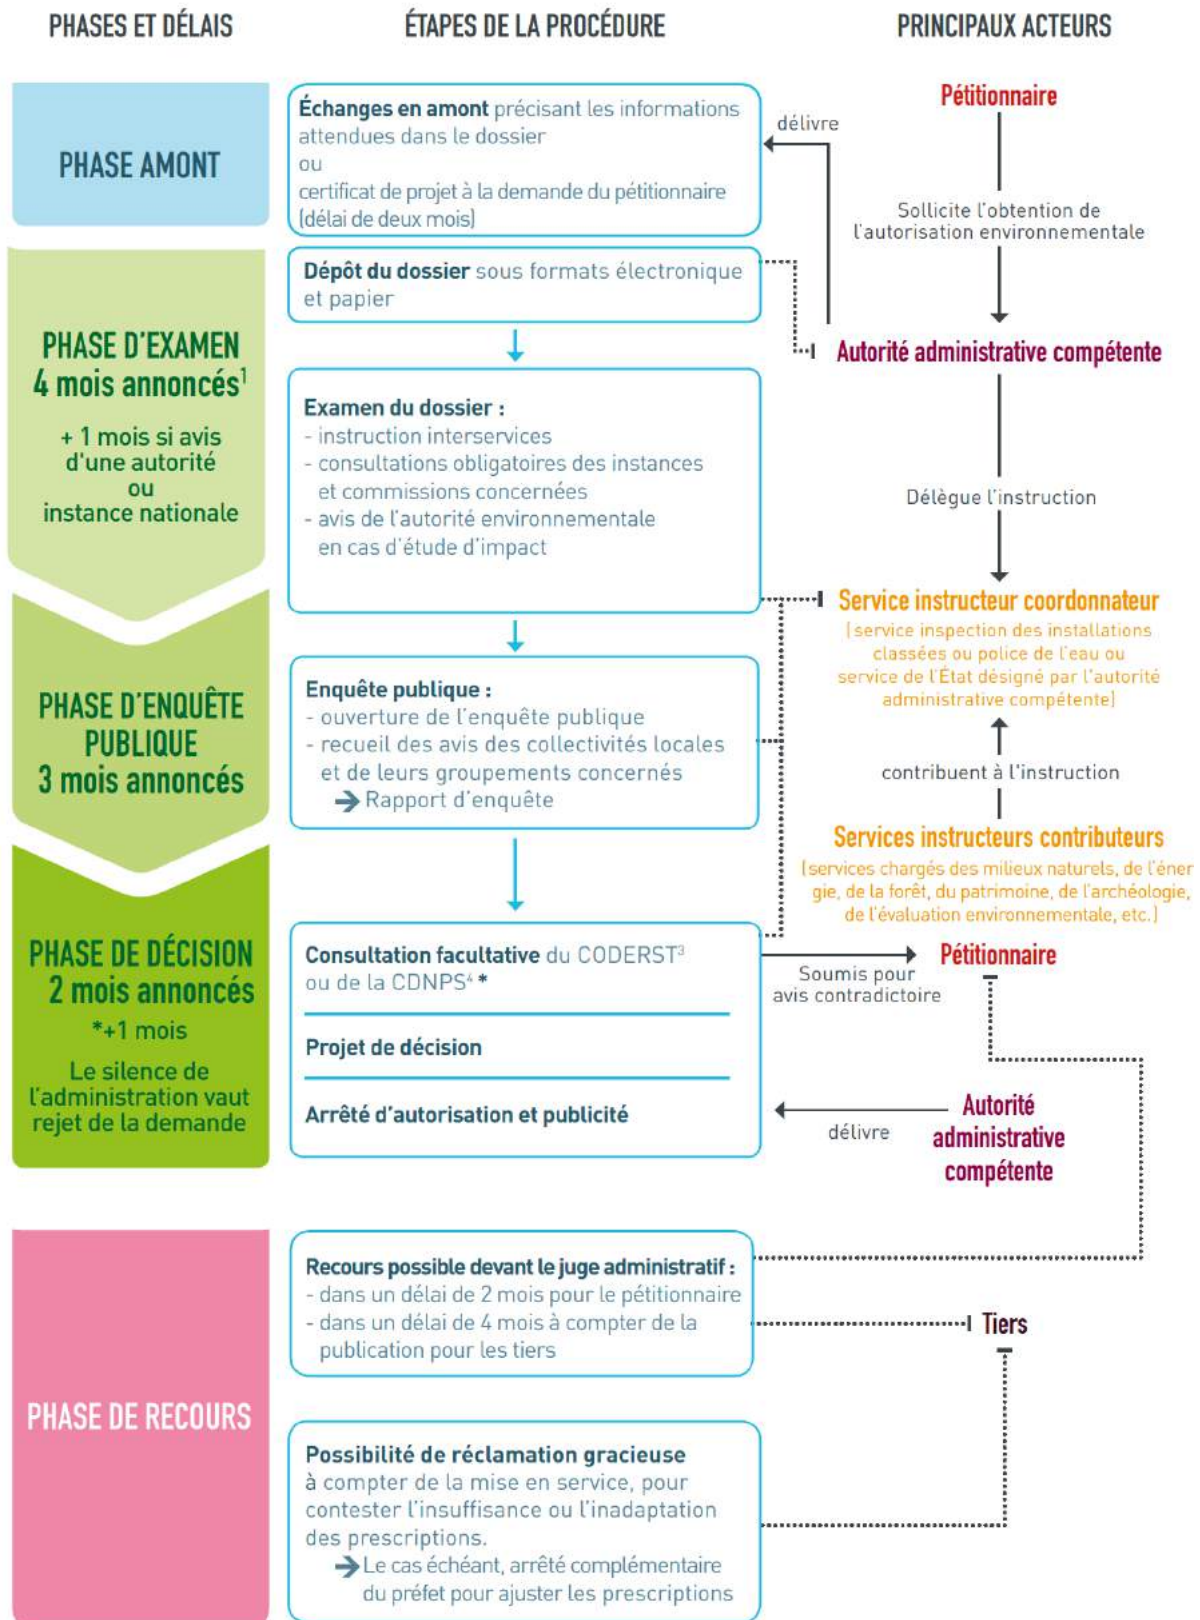 PHASES ET DÉLAIS
ÉTAPES DE LA PROCÉDURE
PRINCIPAUX ACTEURS
PHASE AMONT
Échanges en amont précisant les informations
attendues dans le dossier
ou
certificat de projet à la demande du pétitionnaire
(délai de deux mois)
délivre
Pétitionnaire
Sollicite l'obtention de
l'autorisation environnementale
PHASE D'EXAMEN
4 mois annoncés¹
+ 1 mois si avis
d'une autorité
ou
instance nationale
Dépôt du dossier sous formats électronique
et papier
Autorité administrative compétente
Examen du dossier :
- instruction interservices
- consultations obligatoires des instances
et commissions concernées
- avis de l'autorité environnementale
en cas d'étude d'impact
Délègue l'instruction
Service instructeur coordonnateur
(service inspection des installations
classées ou police de l'eau ou
service de l'État désigné par l'autorité
administrative compétente)
PHASE D'ENQUÊTE
PUBLIQUE
3 mois annoncés
Enquête publique :
- ouverture de l'enquête publique
- recueil des avis des collectivités locales
et de leurs groupements concernés
➔ Rapport d'enquête
contribuent à l'instruction
Services instructeurs contributeurs
(services chargés des milieux naturels, de l'éner
gie, de la forêt, du patrimoine, de l'archéologie,
de l'évaluation environnementale, etc.)
PHASE DE DÉCISION
2 mois annoncés
*+1 mois
Le silence de
l'administration vaut
rejet de la demande
Consultation facultative du CODERST³
ou de la CDNPS⁴ *
Projet de décision
Arrêté d'autorisation et publicité
Soumis pour
avis contradictoire
Pétitionnaire
délivre
Autorité
administrative
compétente
PHASE DE RECOURS
Recours possible devant le juge administratif :
- dans un délai de 2 mois pour le pétitionnaire
- dans un délai de 4 mois à compter de la
publication pour les tiers
Tiers
Possibilité de réclamation gracieuse
à compter de la mise en service, pour
contester l'insuffisance ou l'inadaptation
des prescriptions.
➔ Le cas échéant, arrêté complémentaire
du préfet pour ajuster les prescriptions